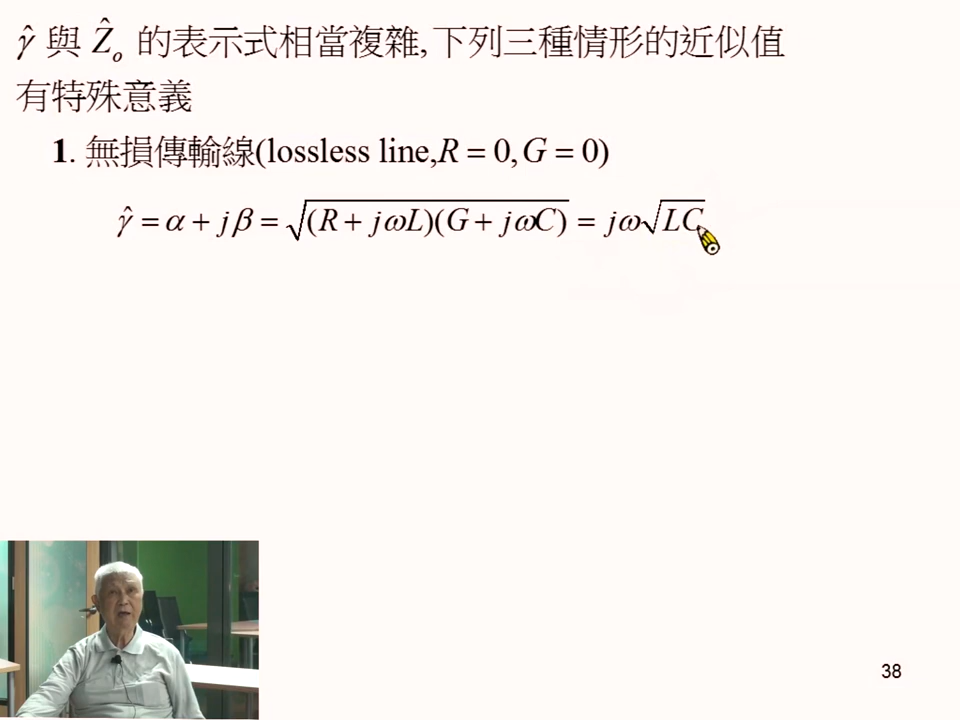 γ̂ 與 Ẑₒ 的表示式相當複雜,下列三種情形的近似值
有特殊意義
1. 無損傳輸線(lossless line,R = 0, G = 0)
γ̂ = α + jβ = √(R + jωL)(G + jωC) = jω√LC
38